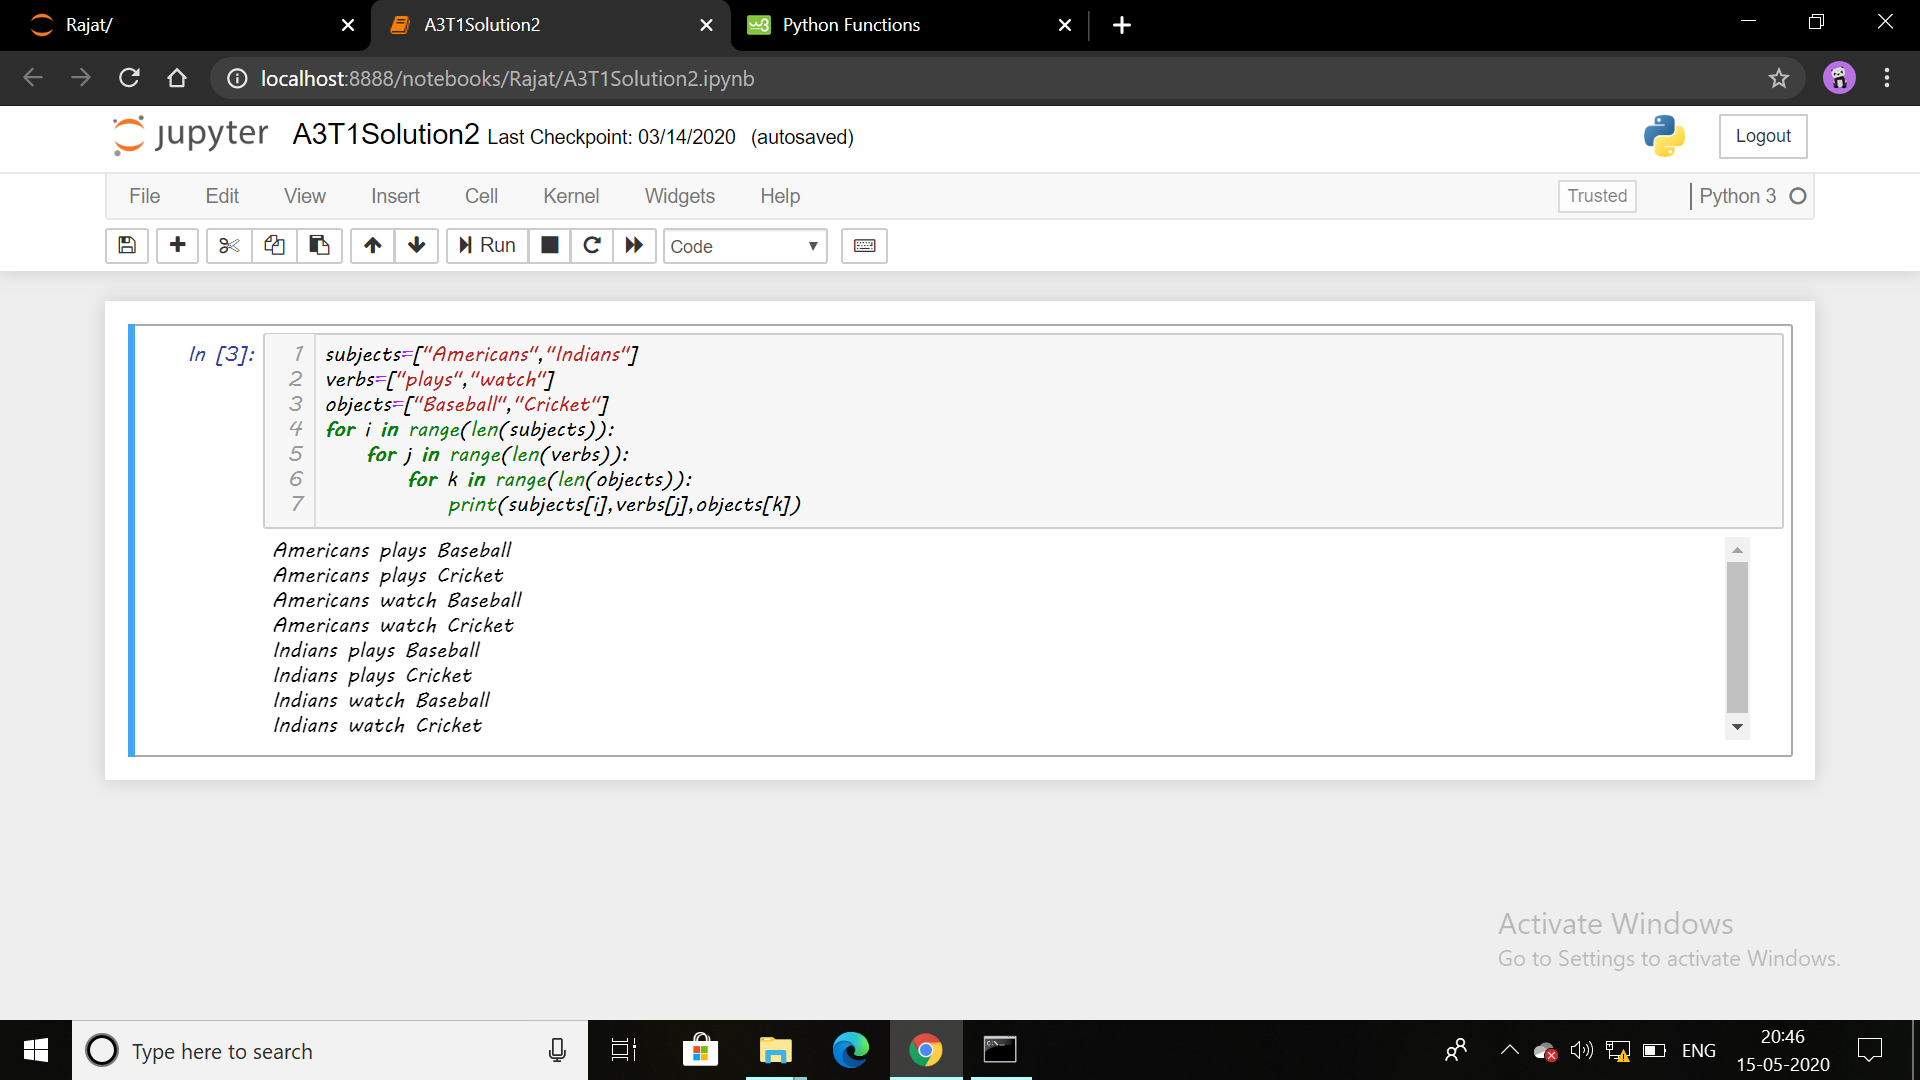 Rajat/
A3T1Solution2
Python Functions
localhost:8888/notebooks/Rajat/A3T1Solution2.ipynb
jupyter A3T1Solution2 Last Checkpoint: 03/14/2020 (autosaved)
Logout
File Edit View Insert Cell Kernel Widgets Help
Trusted
Python 3
Run
Code
In [3]:
1 subjects=["Americans","Indians"]
2 verbs=["plays","watch"]
3 objects=["Baseball","Cricket"]
4 for i in range(len(subjects)):
5     for j in range(len(verbs)):
6         for k in range(len(objects)):
7             print(subjects[i],verbs[j],objects[k])
Americans plays Baseball
Americans plays Cricket
Americans watch Baseball
Americans watch Cricket
Indians plays Baseball
Indians plays Cricket
Indians watch Baseball
Indians watch Cricket
Activate Windows
Go to Settings to activate Windows.
Type here to search
ENG
20:46
15-05-2020